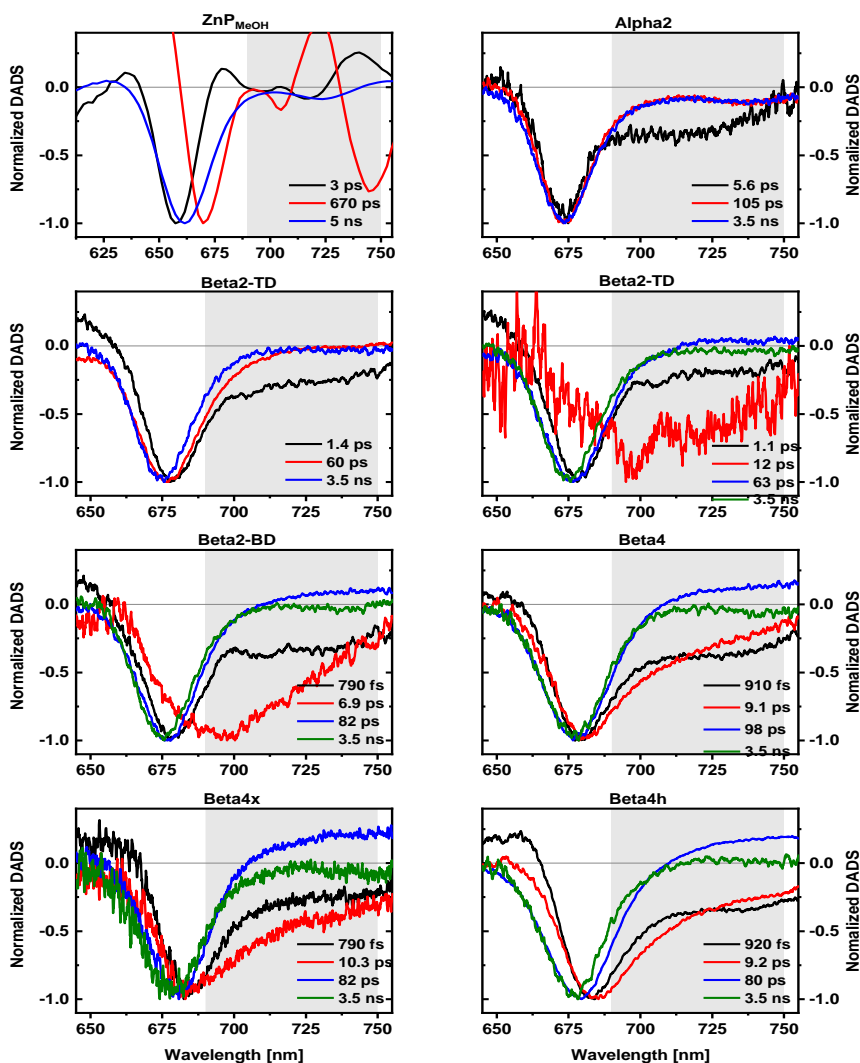 ZnP MeOH
Normalized DADS
0.0
-0.5
-1.0
3 ps
670 ps
5 ns
625 650 675 700 725 750
Alpha2
0.0
-0.5
-1.0
Normalized DADS
5.6 ps
105 ps
3.5 ns
650 675 700 725 750
Beta2-TD
Normalized DADS
0.0
-0.5
-1.0
1.4 ps
60 ps
3.5 ns
650 675 700 725 750
Beta2-TD
0.0
-0.5
-1.0
Normalized DADS
1.1 ps
12 ps
63 ps
3.5 ns
650 675 700 725 750
Beta2-BD
Normalized DADS
0.0
-0.5
-1.0
790 fs
6.9 ps
82 ps
3.5 ns
650 675 700 725 750
Beta4
0.0
-0.5
-1.0
Normalized DADS
910 fs
9.1 ps
98 ps
3.5 ns
650 675 700 725 750
Beta4x
Normalized DADS
0.0
-0.5
-1.0
790 fs
10.3 ps
82 ps
3.5 ns
650 675 700 725 750
Wavelength [nm]
Beta4h
0.0
-0.5
-1.0
Normalized DADS
920 fs
9.2 ps
80 ps
3.5 ns
650 675 700 725 750
Wavelength [nm]